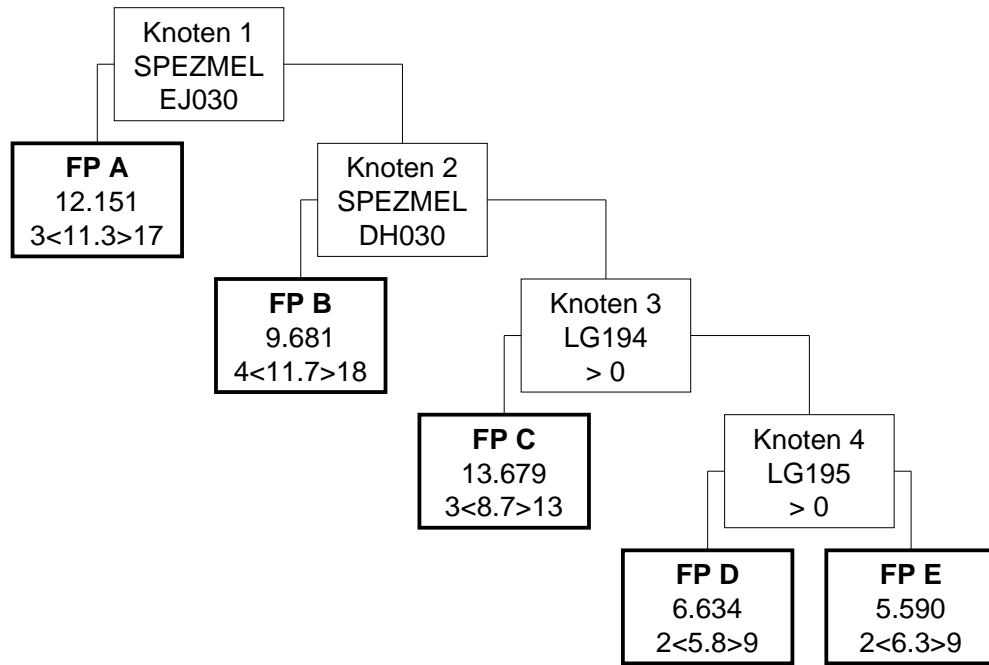 Knoten 1
SPEZMEL
EJ030
FP A
12.151
3<11.3>17
Knoten 2
SPEZMEL
DH030
FP B
9.681
4<11.7>18
Knoten 3
LG194
> 0
FP C
13.679
3<8.7>13
Knoten 4
LG195
> 0
FP D
6.634
2<5.8>9
FP E
5.590
2<6.3>9